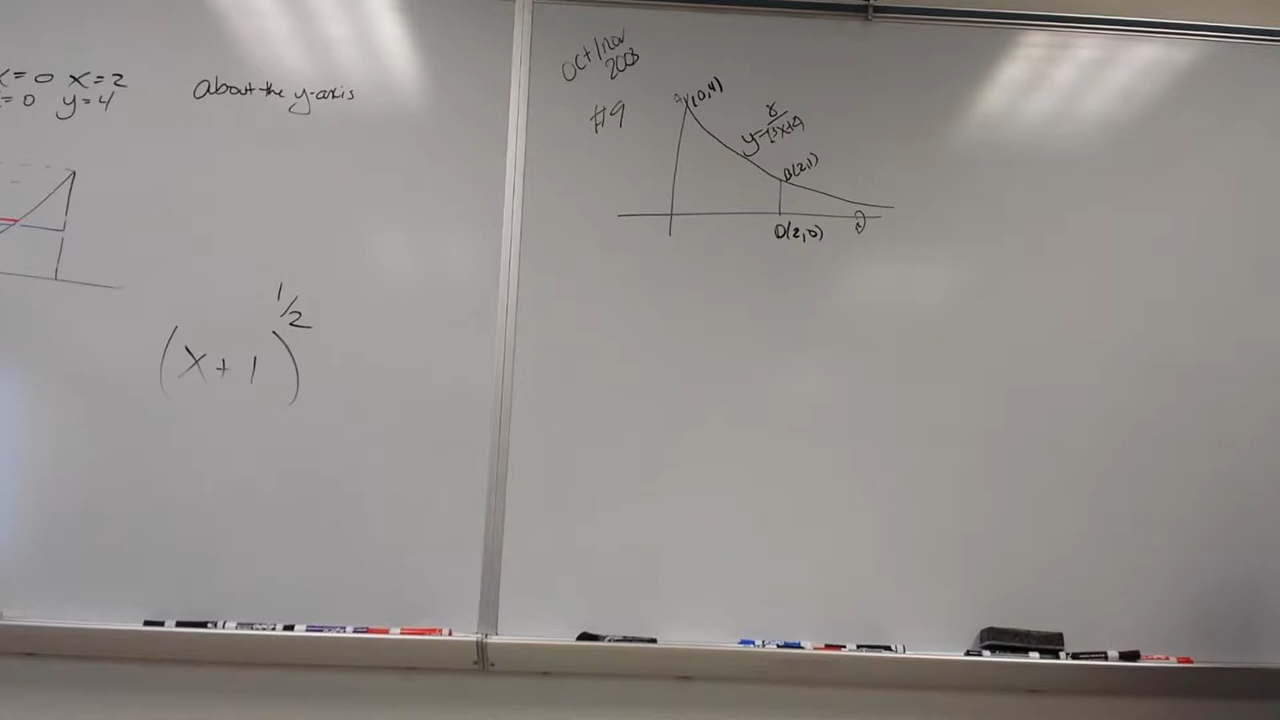 x=0 x=2
=0 y=4
About the y-axis
(x+1)^1/2
Oct/nov
2008
#9
(0,4)
y=8/√3x+4
B(2,1)
D(2,0)